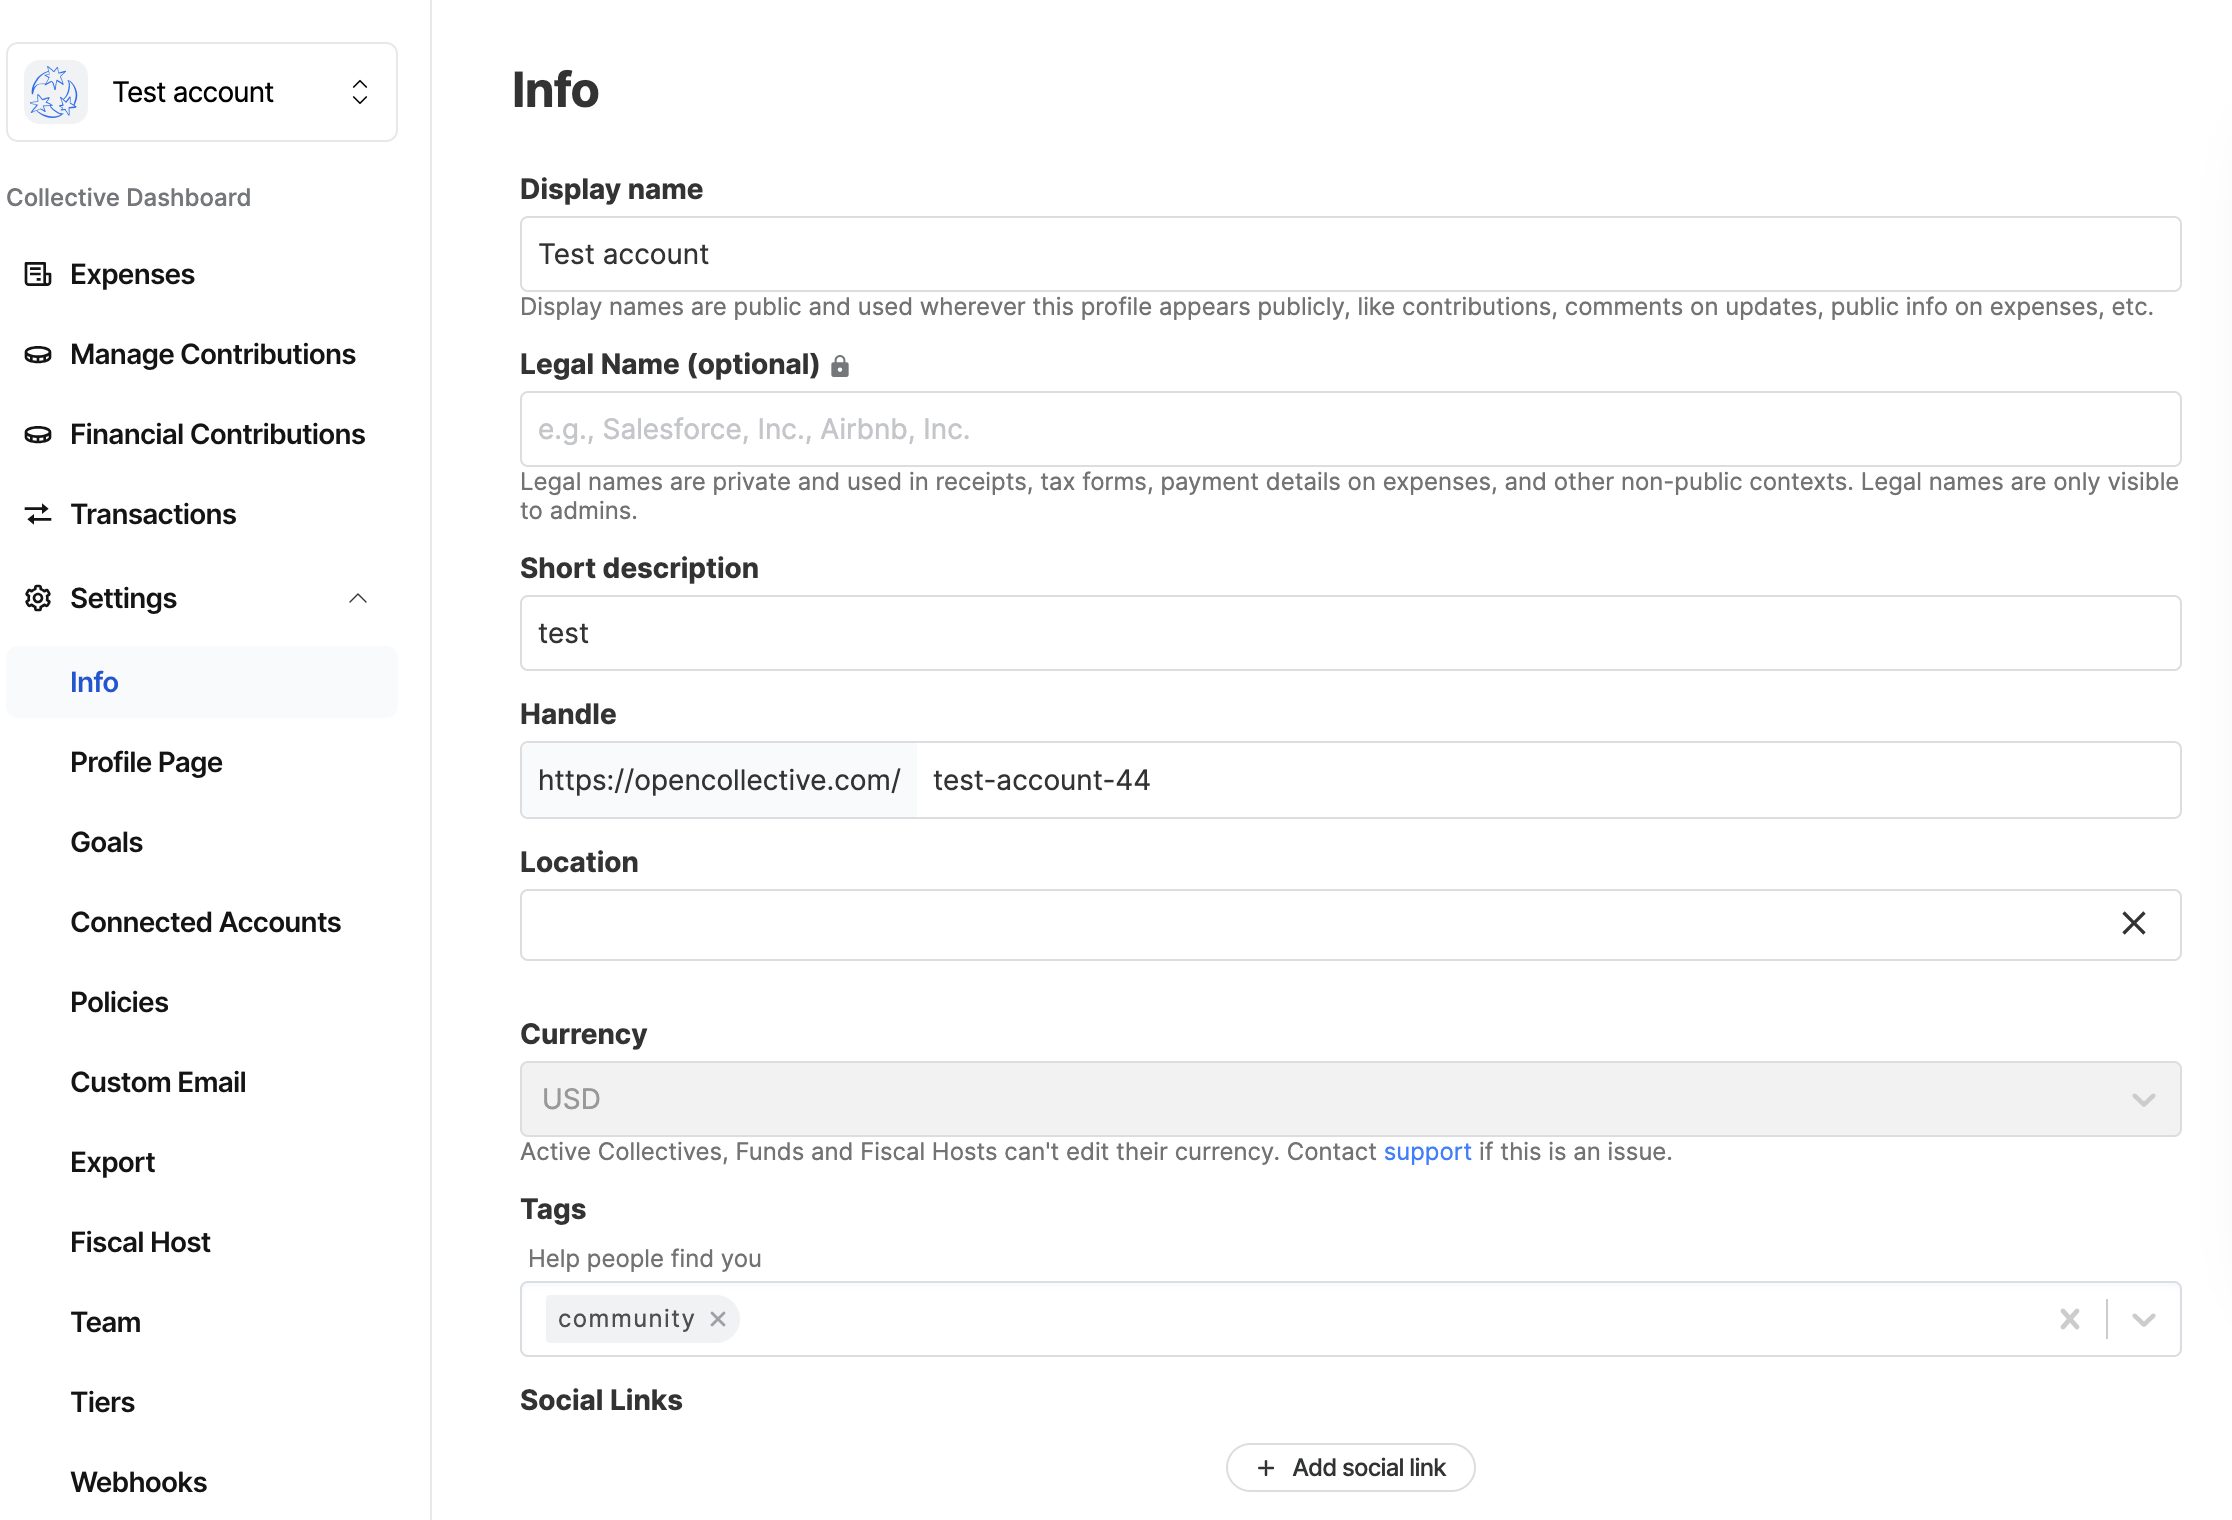 Test account
Collective Dashboard
Expenses
Manage Contributions
Financial Contributions
Transactions
Settings
Info
Profile Page
Goals
Connected Accounts
Policies
Custom Email
Export
Fiscal Host
Team
Tiers
Webhooks
Info
Display name
Test account
Display names are public and used wherever this profile appears publicly, like contributions, comments on updates, public info on expenses, etc.
Legal Name (optional)
e.g., Salesforce, Inc., Airbnb, Inc.
Legal names are private and used in receipts, tax forms, payment details on expenses, and other non-public contexts. Legal names are only visible
to admins.
Short description
test
Handle
https://opencollective.com/ test-account-44
Location
Currency
USD
Active Collectives, Funds and Fiscal Hosts can't edit their currency. Contact support if this is an issue.
Tags
Help people find you
community
Social Links
Add social link